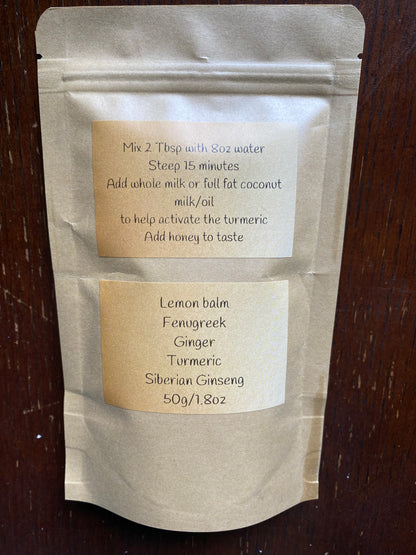 Mix 2 Tbsp with 8oz water
Steep 15 minutes
Add whole milk or full fat coconut
milk/oil
to help activate the turmeric
Add honey to taste
Lemon balm
Fenugreek
Ginger
Turmeric
Siberian Ginseng
50g/1.8oz